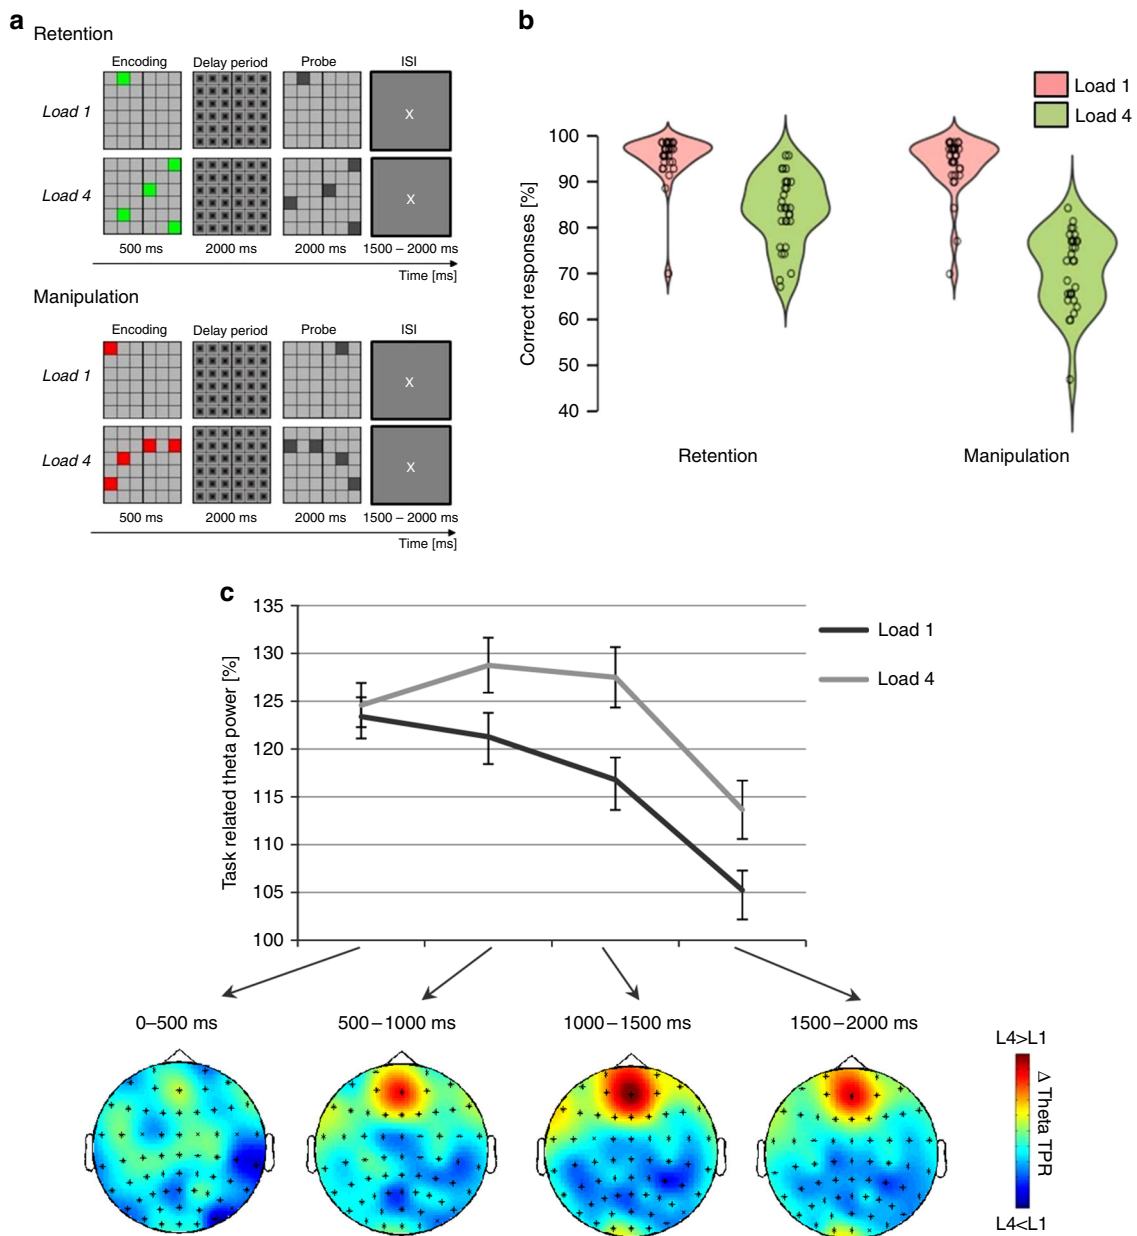 a
Retention
Encoding Delay period Probe ISI
Load 1
X
Load 4
X
500 ms 2000 ms 2000 ms 1500 – 2000 ms
Time [ms]
Manipulation
Encoding Delay period Probe ISI
Load 1
X
Load 4
X
500 ms 2000 ms 2000 ms 1500 – 2000 ms
Time [ms]
b
Load 1
Load 4
Correct responses [%]
100
90
80
70
60
50
40
Retention Manipulation
c
Task related theta power [%]
135
130
125
120
115
110
105
100
Load 1
Load 4
0–500 ms 500–1000 ms 1000–1500 ms 1500–2000 ms
L4>L1
Δ Theta TPR
L4<L1